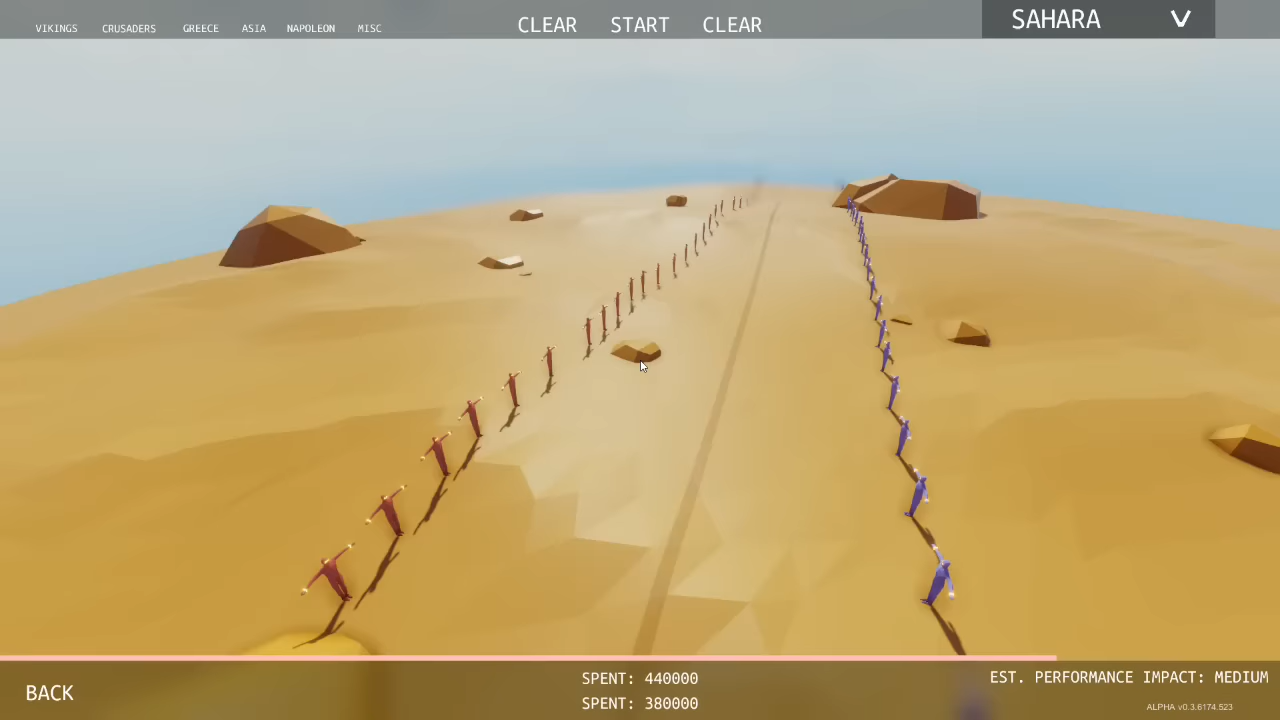 VIKINGS CRUSADERS GREECE ASIA NAPOLEON MISC CLEAR START CLEAR SAHARA V
BACK
SPENT: 440000
SPENT: 380000
EST. PERFORMANCE IMPACT: MEDIUM
ALPHA v0.3.6174.523